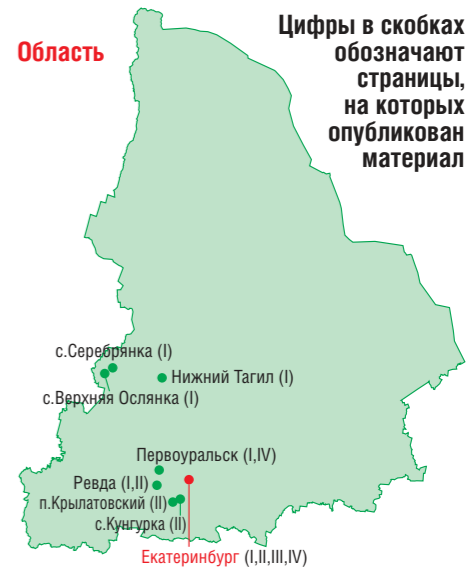 Область
Цифры в скобках
обозначают
страницы,
на которых
опубликован
материал
с.Серебрянка (I)
Нижний Тагил (I)
с.Верхняя Ослянка (I)
Первоуральск (I,IV)
Ревда (I,II)
п.Крылатовский (II)
с.Кунгурка (II)
Екатеринбург (I,II,III,IV)